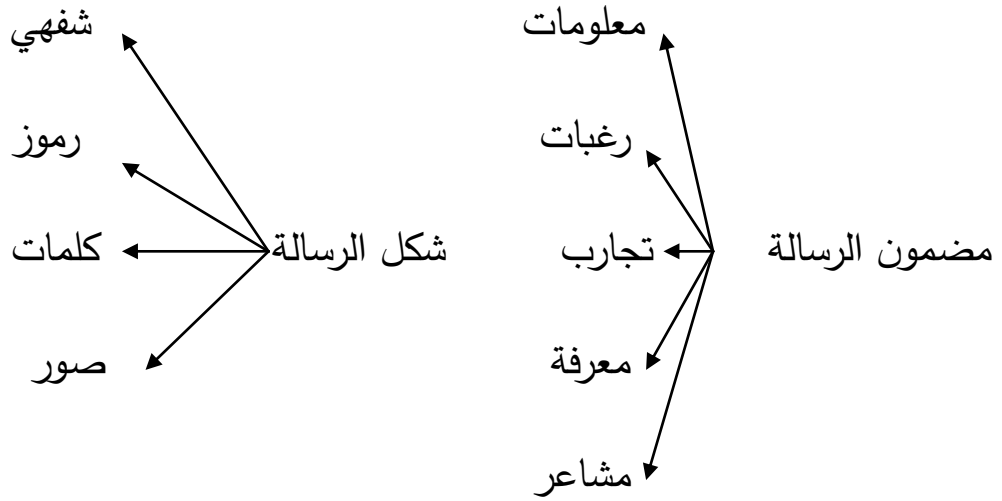 مضمون الرسالة
معلومات
رغبات
تجارب
معرفة
مشاعر
شكل الرسالة
شفهي
رموز
كلمات
صور